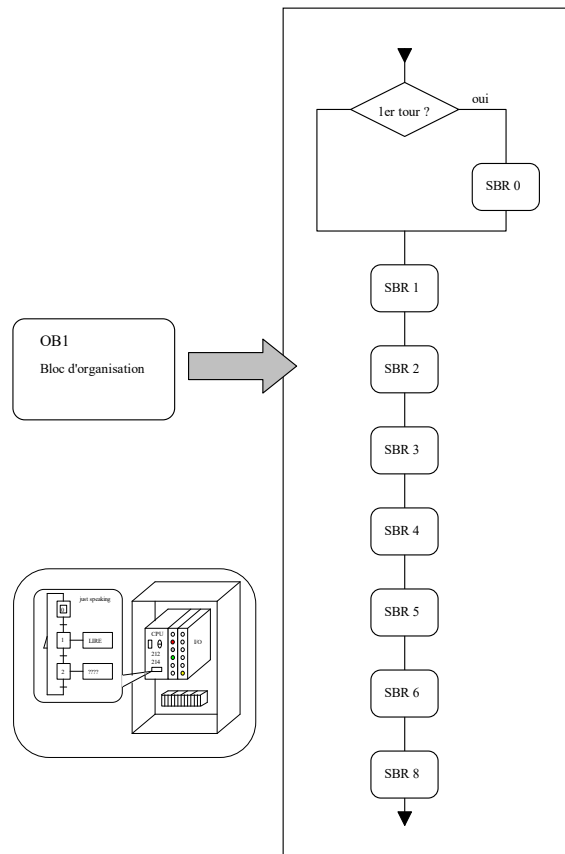 1er tour ?
oui
SBR 0
SBR 1
OB1
Bloc d'organisation
SBR 2
SBR 3
SBR 4
SBR 5
SBR 6
SBR 8
just speaking
0
1
LIRE
2
????
CPU
I/O
212
214